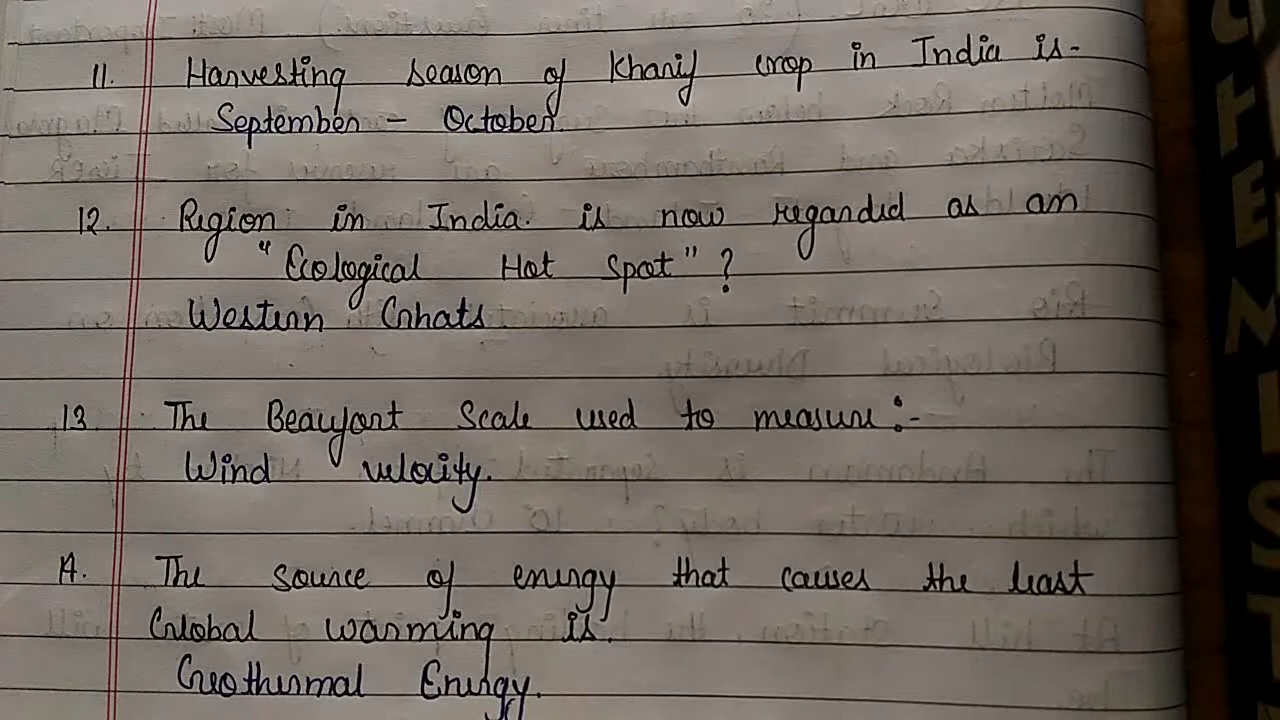 11. Harvesting season of Kharif crop in India is-
September - October.
12. Region in India is now regarded as an
"Ecological Hot Spot" ?
Western Ghats
13. The Beaufort Scale used to measure :-
Wind velocity.
14. The source of energy that causes the least
Global warming is.
Geothermal Energy.